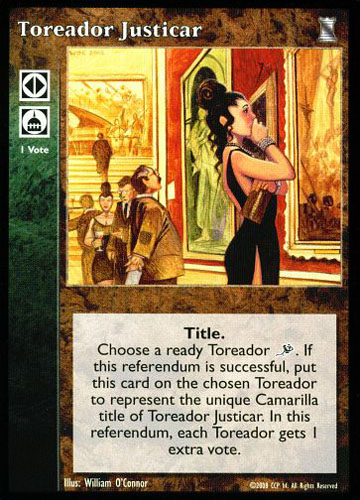 Toreador Justicar
1 Vote
Title.
Choose a ready Toreador . If
this referendum is successful, put
this card on the chosen Toreador
to represent the unique Camarilla
title of Toreador Justicar. In this
referendum, each Toreador gets 1
extra vote.
Illus: William O'Connor
©2008 CCP hf. All Rights Reserved